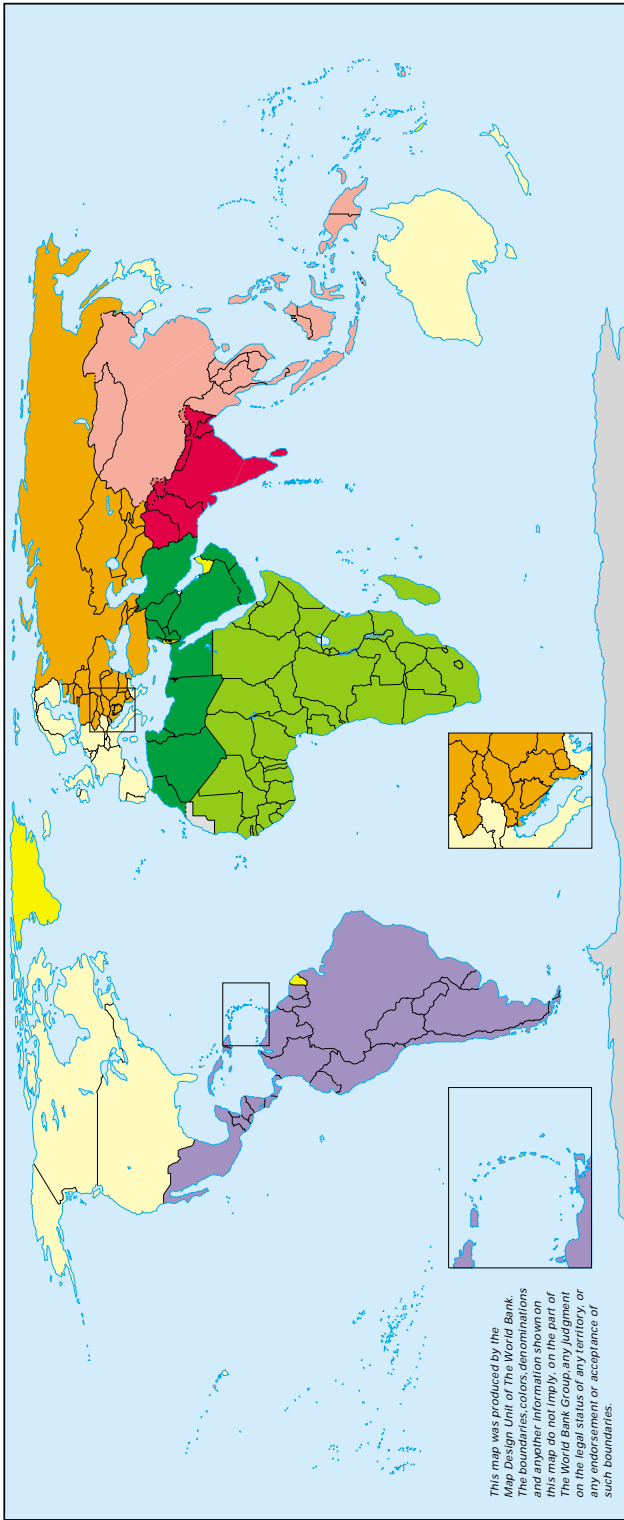 This map was produced by the
Map Design Unit of The World Bank.
The boundaries, colors, denominations
and anyother information shown on
this map do not imply, on the part of
The World Bank Group, any judgment
on the legal status of any territory, or
any endorsement or acceptance of
such boundaries.